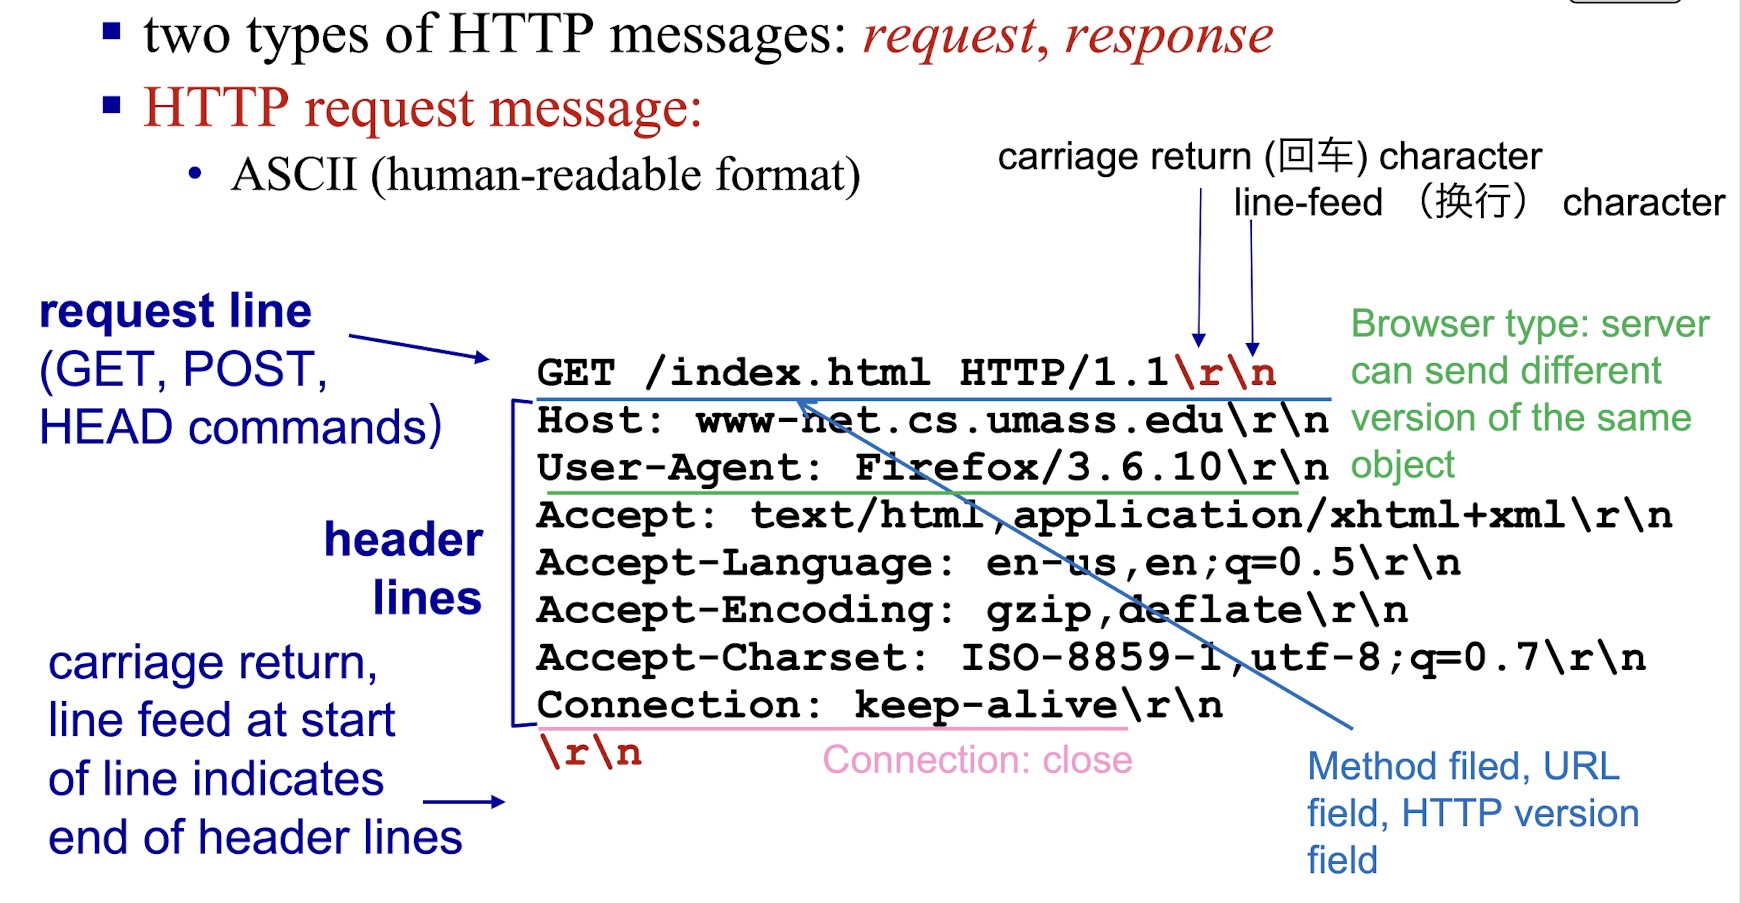 two types of HTTP messages: request, response
HTTP request message:
ASCII (human-readable format)
carriage return (回车) character
line-feed （换行） character
request line
(GET, POST,
HEAD commands)
GET /index.html HTTP/1.1\r\n
Host: www-net.cs.umass.edu\r\n
User-Agent: Firefox/3.6.10\r\n
Accept: text/html,application/xhtml+xml\r\n
Accept-Language: en-us,en;q=0.5\r\n
Accept-Encoding: gzip,deflate\r\n
Accept-Charset: ISO-8859-1,utf-8;q=0.7\r\n
Connection: keep-alive\r\n
\r\n
Browser type: server
can send different
version of the same
object
header
lines
carriage return,
line feed at start
of line indicates
end of header lines
Connection: close
Method filed, URL
field, HTTP version
field